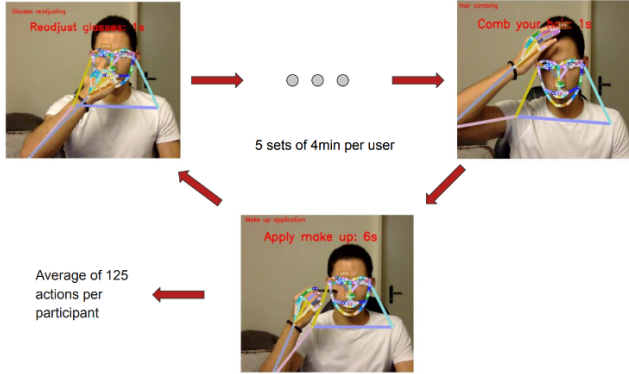 Glasses readjusting
Readjust glasses: 1s
Hair combing
Comb your hair: 1s
5 sets of 4min per user
Make up application
Apply make up: 6s
Average of 125
actions per
participant